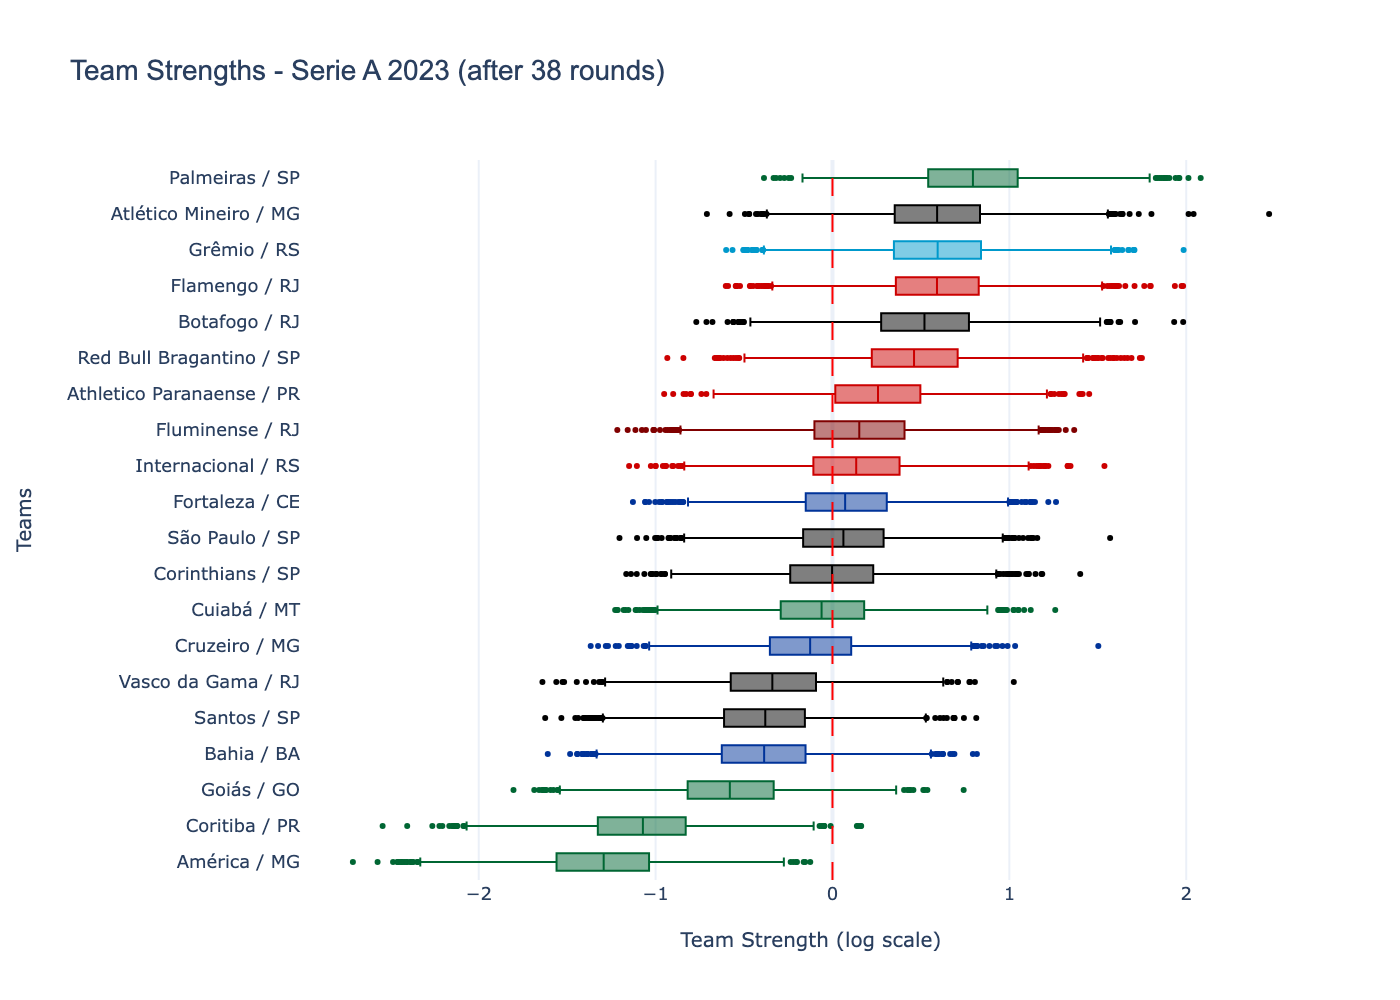 Team Strengths - Serie A 2023 (after 38 rounds)
Teams
Palmeiras / SP
Atlético Mineiro / MG
Grêmio / RS
Flamengo / RJ
Botafogo / RJ
Red Bull Bragantino / SP
Athletico Paranaense / PR
Fluminense / RJ
Internacional / RS
Fortaleza / CE
São Paulo / SP
Corinthians / SP
Cuiabá / MT
Cruzeiro / MG
Vasco da Gama / RJ
Santos / SP
Bahia / BA
Goiás / GO
Coritiba / PR
América / MG
−2 −1 0 1 2
Team Strength (log scale)